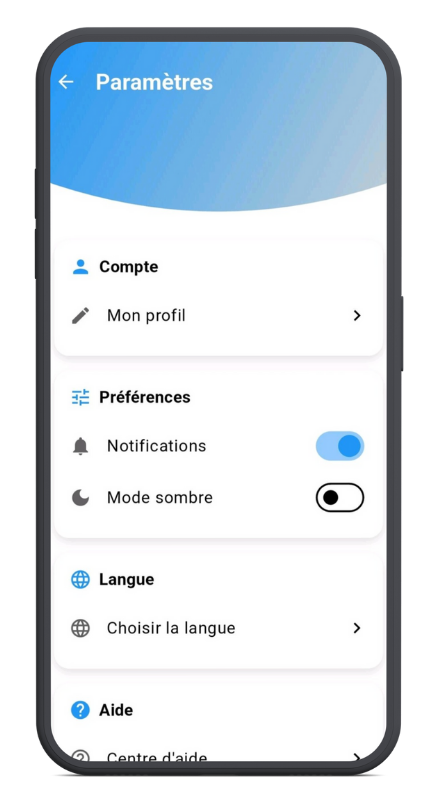 Paramètres
Compte
Mon profil
Préférences
Notifications
Mode sombre
Langue
Choisir la langue
Aide
Centre d'aide